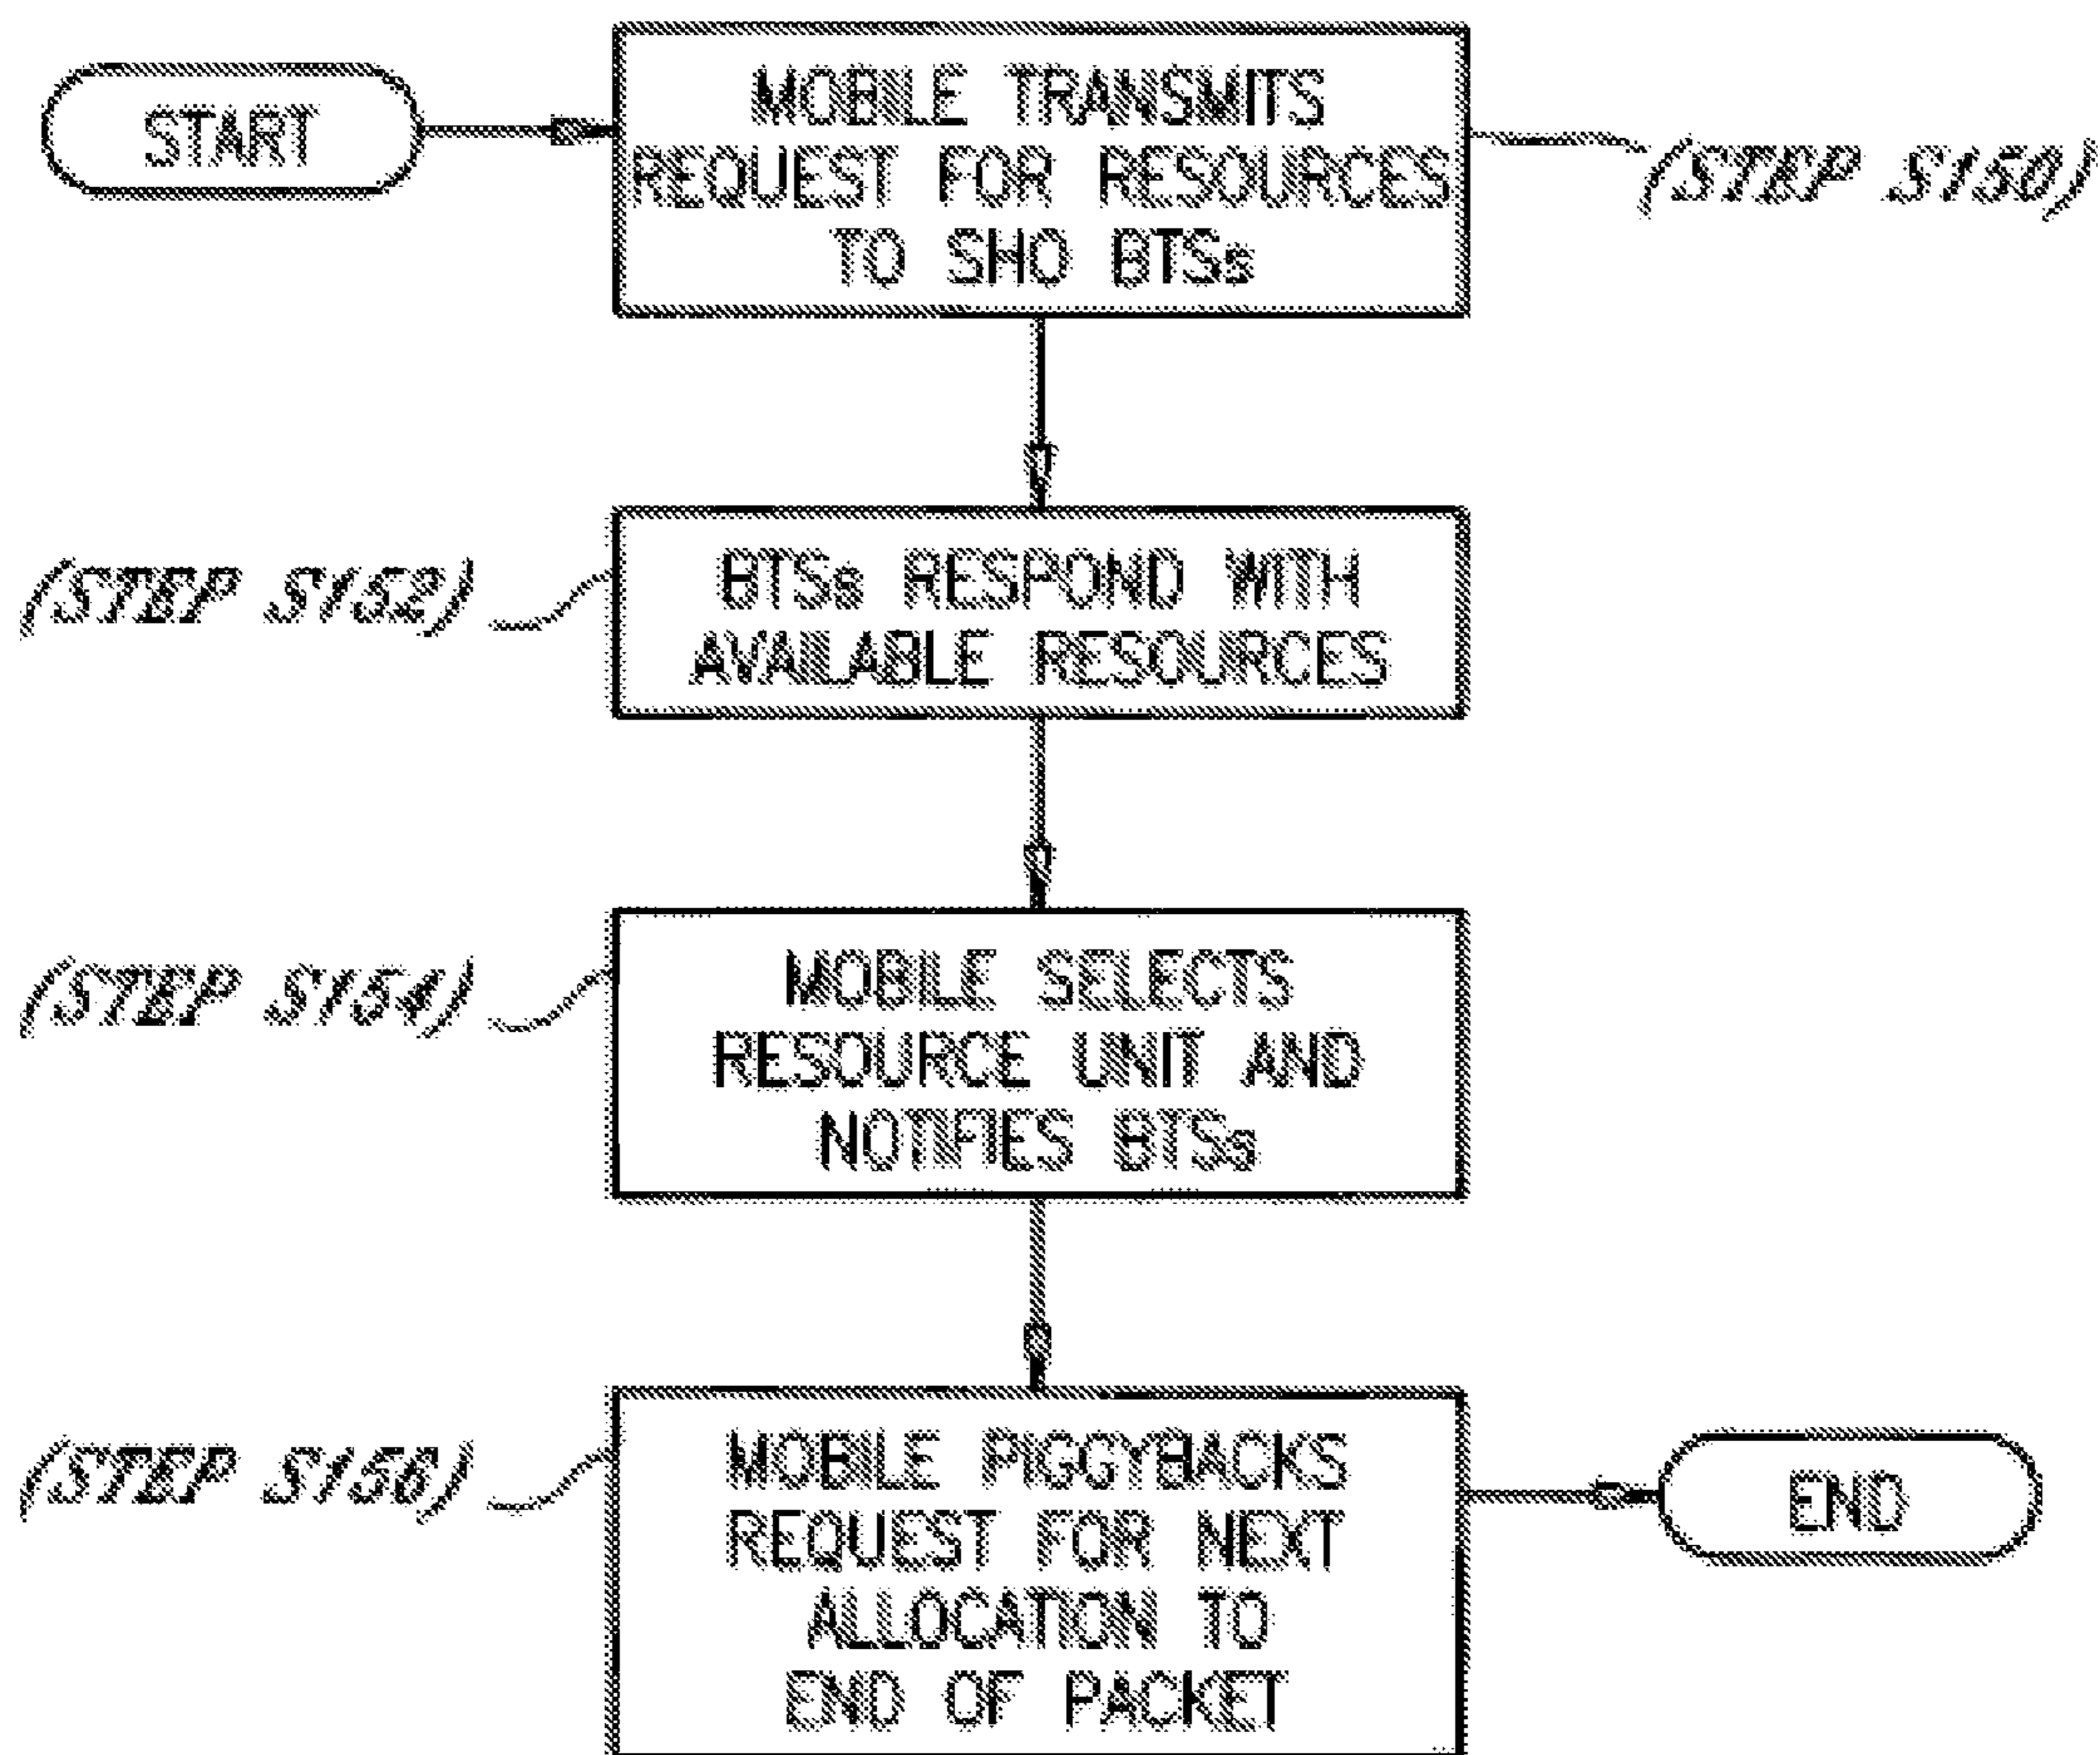 START
MOBILE TRANSMITS
REQUEST FOR RESOURCES
TO SHO BTSs
(STEP S150)
(STEP S152)
BTSs RESPOND WITH
AVAILABLE RESOURCES
(STEP S154)
MOBILE SELECTS
RESOURCE UNIT AND
NOTIFIES BTSs
(STEP S156)
MOBILE PIGGYBACKS
REQUEST FOR NEXT
ALLOCATION TO
END OF PACKET
END